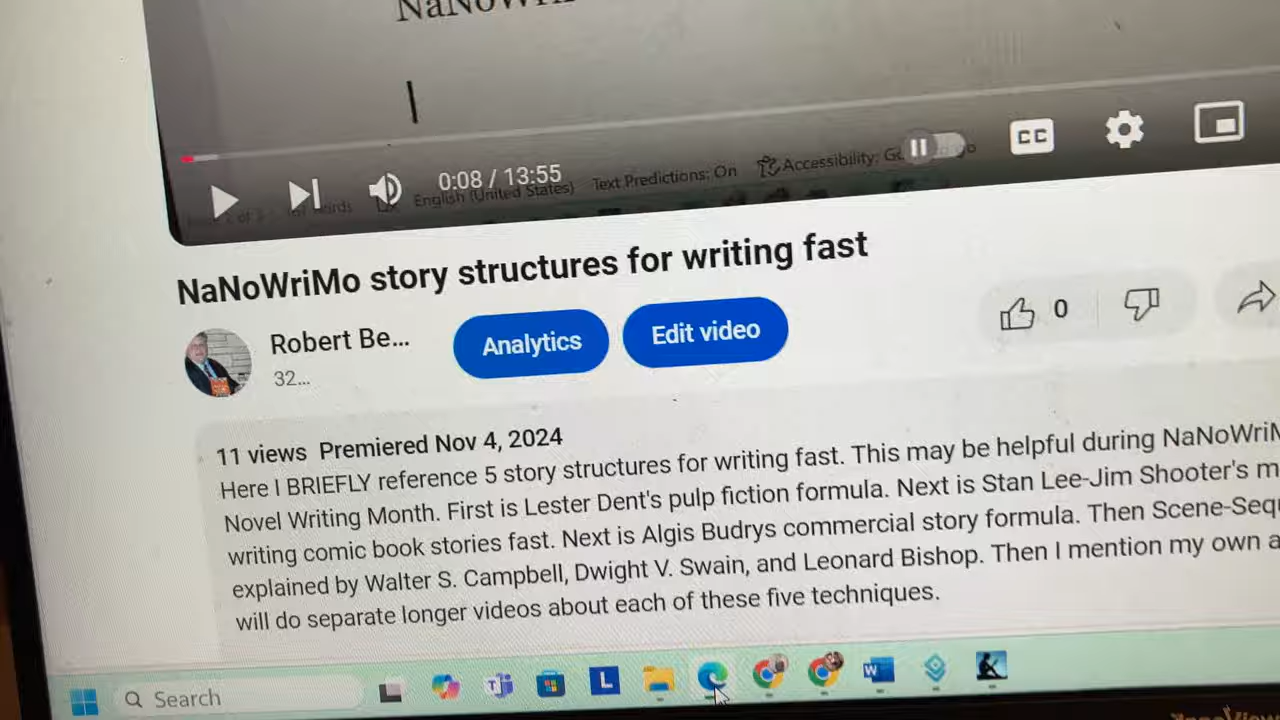 NaNoWri
0:08 / 13:55
CC
English (United States) Text Predictions: On Accessibility:
NaNoWriMo story structures for writing fast
Robert Be...
32...
Analytics
Edit video
0
11 views Premiered Nov 4, 2024
Here I BRIEFLY reference 5 story structures for writing fast. This may be helpful during NaNoWriM
Novel Writing Month. First is Lester Dent's pulp fiction formula. Next is Stan Lee-Jim Shooter's m
writing comic book stories fast. Next is Algis Budrys commercial story formula. Then Scene-Sequ
explained by Walter S. Campbell, Dwight V. Swain, and Leonard Bishop. Then I mention my own a
will do separate longer videos about each of these five techniques.
Search
L
W